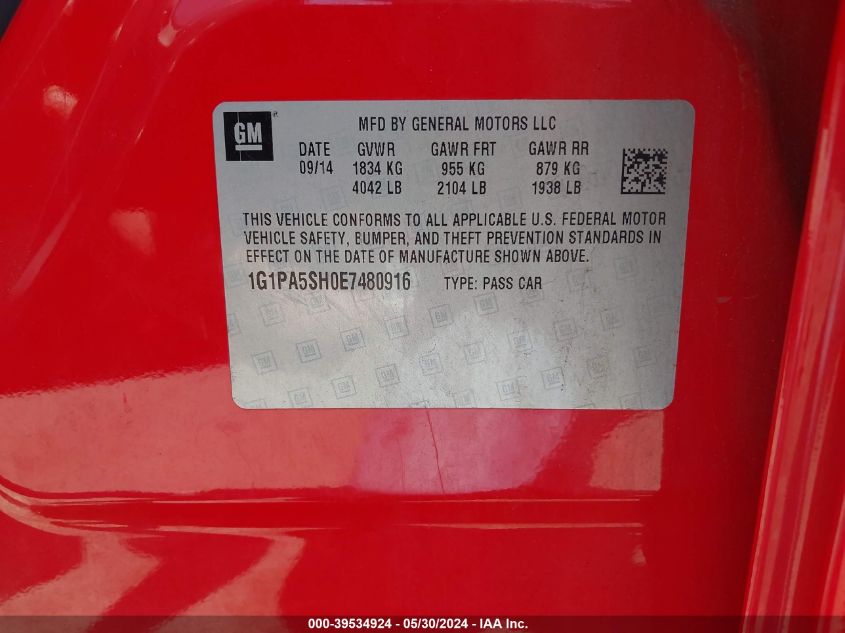 GM
MFD BY GENERAL MOTORS LLC
DATE GVWR GAWR FRT GAWR RR
09/14 1834 KG 955 KG 879 KG
4042 LB 2104 LB 1938 LB
THIS VEHICLE CONFORMS TO ALL APPLICABLE U.S. FEDERAL MOTOR
VEHICLE SAFETY, BUMPER, AND THEFT PREVENTION STANDARDS IN
EFFECT ON THE DATE OF MANUFACTURE SHOWN ABOVE.
1G1PA5SH0E7480916 TYPE: PASS CAR
000-39534924 - 05/30/2024 - IAA Inc.